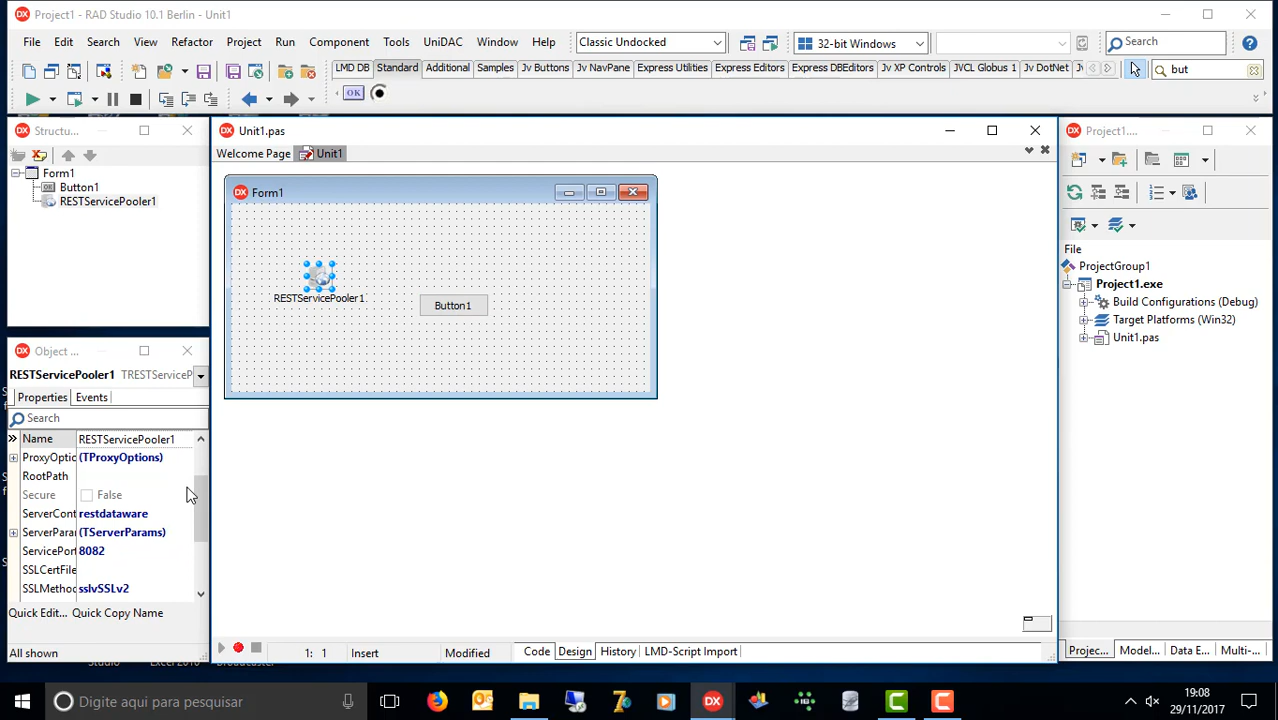 Project1 - RAD Studio 10.1 Berlin - Unit1
File Edit Search View Refactor Project Run Component Tools UniDAC Window Help
Classic Undocked
32-bit Windows
Search
LMD DB Standard Additional Samples Jv Buttons Jv NavPane Express Utilities Express Editors Express DBEditors Jv XP Controls JVCL Globus 1 Jv DotNet
but
OK
Structu...
Form1
Button1
RESTServicePooler1
Unit1.pas
Welcome Page Unit1
Form1
RESTServicePooler1
Button1
Project1....
File
ProjectGroup1
Project1.exe
Build Configurations (Debug)
Target Platforms (Win32)
Unit1.pas
Object ...
RESTServicePooler1 TRESTServiceP
Properties Events
Search
Name RESTServicePooler1
ProxyOptic (TProxyOptions)
RootPath
Secure False
ServerCont restdataware
ServerParar (TServerParams)
ServicePort 8082
SSLCertFile
SSLMethod sslvSSLv2
Quick Edit... Quick Copy Name
All shown
1: 1 Insert Modified
Code Design History LMD-Script Import
Projec... Model... Data E... Multi-...
Digite aqui para pesquisar
19:08
29/11/2017